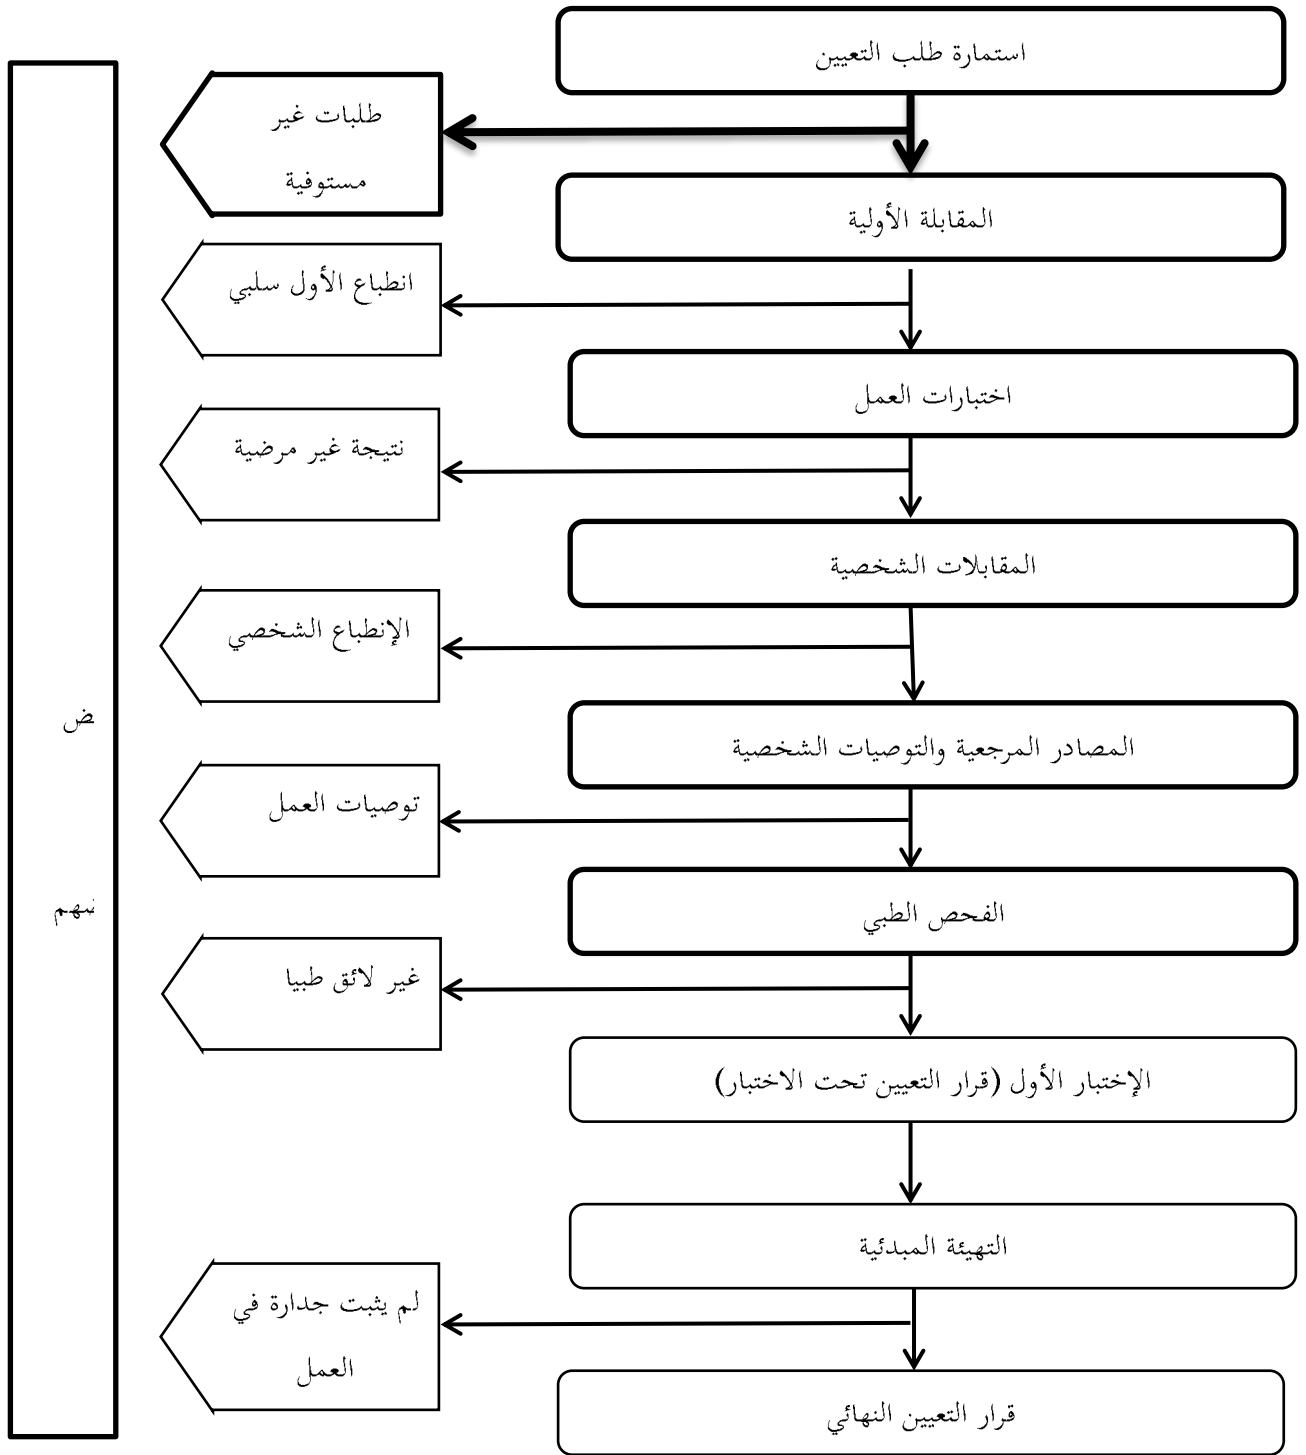 استمارة طلب التعيين
طلبات غير
مستوفية
المقابلة الأولية
انطباع الأول سلبي
اختبارات العمل
نتيجة غير مرضية
المقابلات الشخصية
الإنطباع الشخصي
المصادر المرجعية والتوصيات الشخصية
توصيات العمل
الفحص الطبي
غير لائق طبيا
الإختبار الأول (قرار التعيين تحت الاختبار)
التهيئة المبدئية
لم يثبت جدارة في
العمل
قرار التعيين النهائي